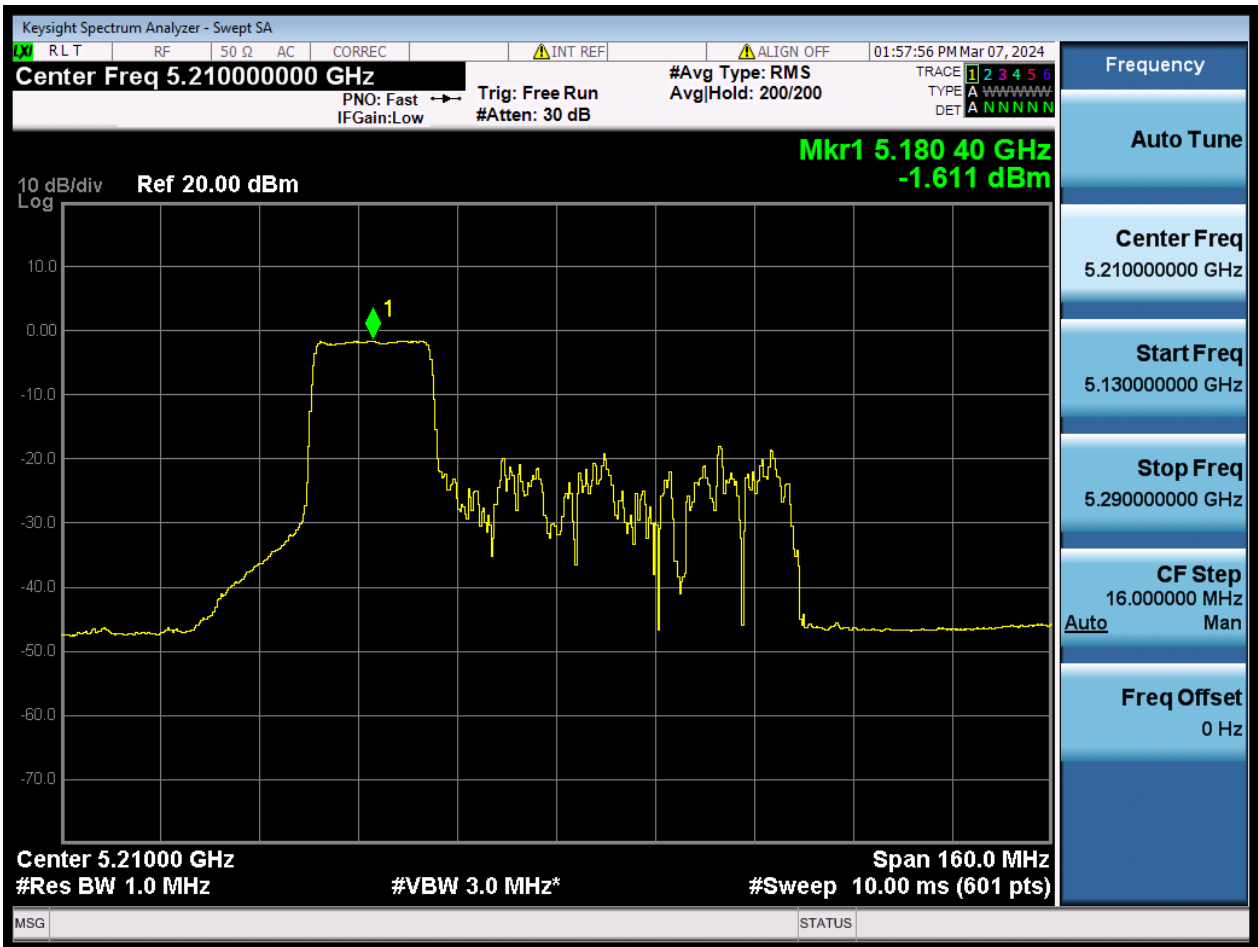 Keysight Spectrum Analyzer - Swept SA
LXI RLT RF 50 Ω AC CORREC INT REF ALIGN OFF 01:57:56 PM Mar 07, 2024
Center Freq 5.210000000 GHz
PNO: Fast
IFGain:Low
Trig: Free Run
#Atten: 30 dB
#Avg Type: RMS
Avg|Hold: 200/200
TRACE 1 2 3 4 5 6
TYPE A WWWWW
DET A N N N N N
Mkr1 5.180 40 GHz
-1.611 dBm
10 dB/div Ref 20.00 dBm
Log
10.0
0.00
-10.0
-20.0
-30.0
-40.0
-50.0
-60.0
-70.0
1
Center 5.21000 GHz Span 160.0 MHz
#Res BW 1.0 MHz #VBW 3.0 MHz* #Sweep 10.00 ms (601 pts)
MSG STATUS
Frequency
Auto Tune
Center Freq
5.210000000 GHz
Start Freq
5.130000000 GHz
Stop Freq
5.290000000 GHz
CF Step
16.000000 MHz
Auto Man
Freq Offset
0 Hz